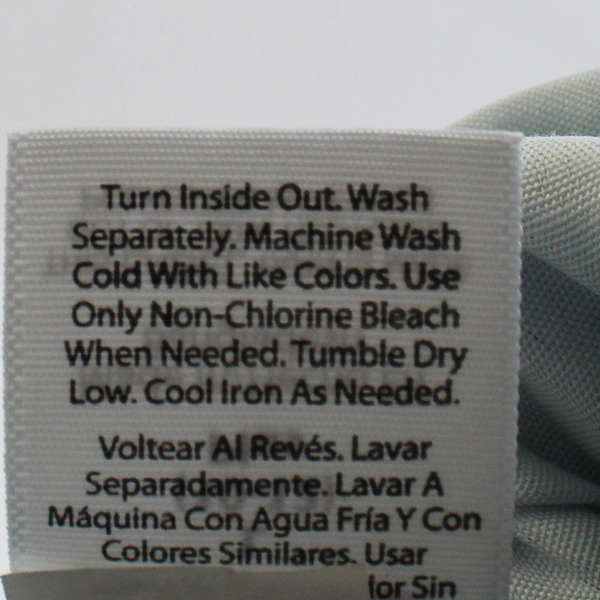 Turn Inside Out. Wash
Separately. Machine Wash
Cold With Like Colors. Use
Only Non-Chlorine Bleach
When Needed. Tumble Dry
Low. Cool Iron As Needed.
Voltear Al Revés. Lavar
Separadamente. Lavar A
Máquina Con Agua Fría Y Con
Colores Similares. Usar
Sin